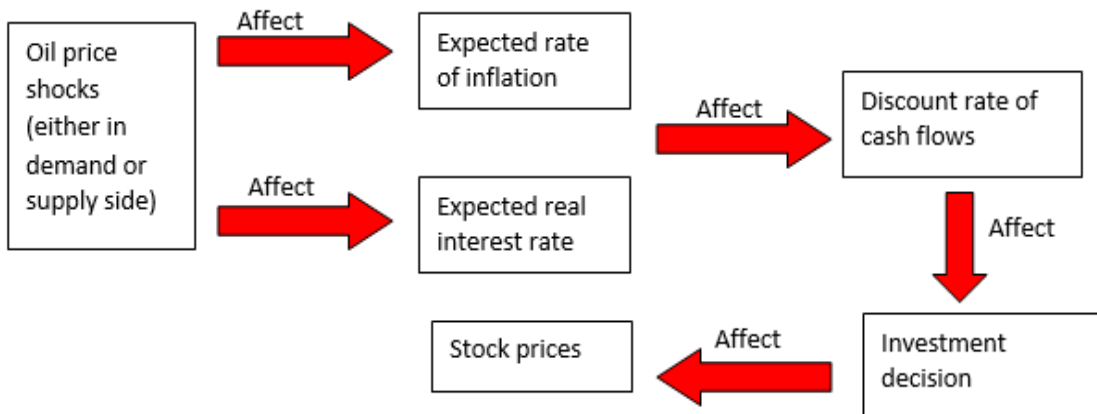 Affect
Oil price
shocks
(either in
demand or
supply side)
Expected rate
of inflation
Affect
Discount rate of
cash flows
Affect
Expected real
interest rate
Affect
Investment
decision
Affect
Stock prices